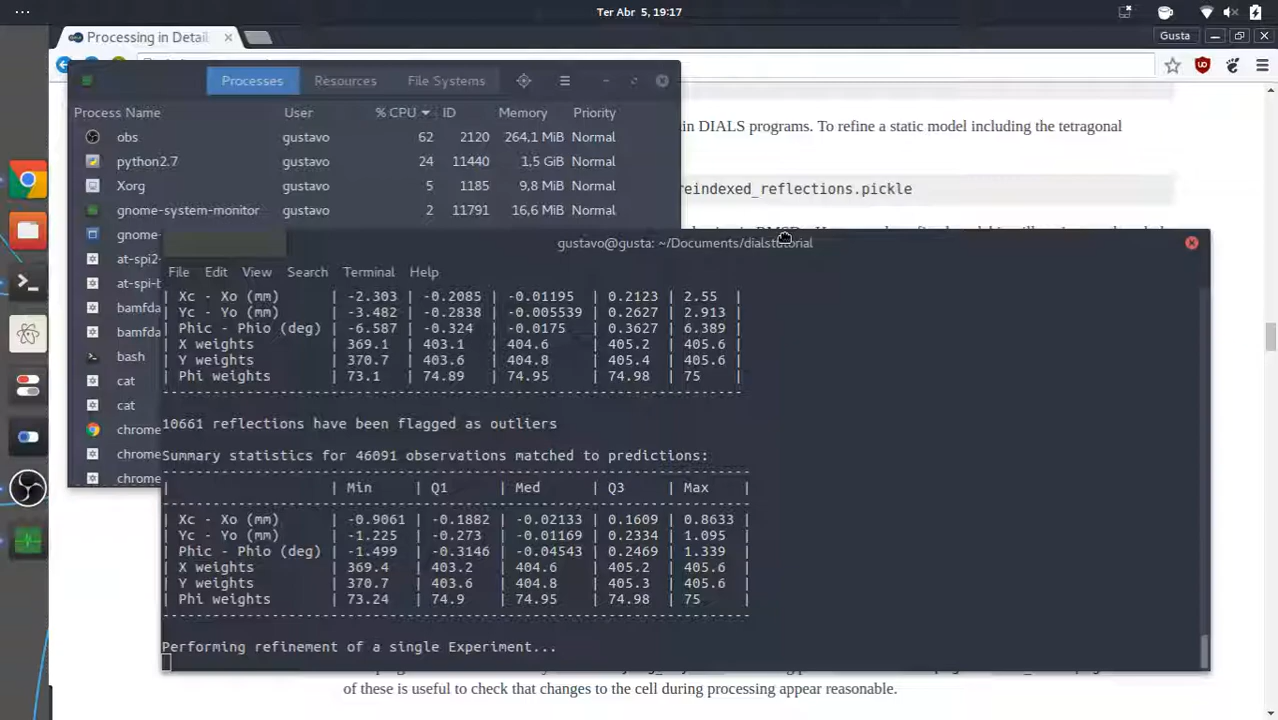 Ter Abr 5, 19:17
Processing in Detail
Gusta
Processes Resources File Systems
Process Name User % CPU ID Memory Priority
obs gustavo 62 2120 264,1 MiB Normal
python2.7 gustavo 24 11440 1,5 GiB Normal
Xorg gustavo 5 1185 9,8 MiB Normal
gnome-system-monitor gustavo 2 11791 16,6 MiB Normal
gnome-
at-spi2-
at-spi-b
bamfda
bamfda
bash
cat
cat
chrome
chrome
chrome
in DIALS programs. To refine a static model including the tetragonal
reindexed_reflections.pickle
gustavo@gusta: ~/Documents/dialstutorial
File Edit View Search Terminal Help
| Xc - Xo (mm) | -2.303 | -0.2085 | -0.01195 | 0.2123 | 2.55 |
| Yc - Yo (mm) | -3.482 | -0.2838 | -0.005539 | 0.2627 | 2.913 |
| Phic - Phio (deg) | -6.587 | -0.324 | -0.0175 | 0.3627 | 6.389 |
| X weights | 369.1 | 403.1 | 404.6 | 405.2 | 405.6 |
| Y weights | 370.7 | 403.6 | 404.8 | 405.4 | 405.6 |
| Phi weights | 73.1 | 74.89 | 74.95 | 74.98 | 75 |
10661 reflections have been flagged as outliers
Summary statistics for 46091 observations matched to predictions:
| | Min | Q1 | Med | Q3 | Max |
| Xc - Xo (mm) | -0.9061 | -0.1882 | -0.02133 | 0.1609 | 0.8633 |
| Yc - Yo (mm) | -1.225 | -0.273 | -0.01169 | 0.2334 | 1.095 |
| Phic - Phio (deg) | -1.499 | -0.3146 | -0.04543 | 0.2469 | 1.339 |
| X weights | 369.4 | 403.2 | 404.6 | 405.2 | 405.6 |
| Y weights | 370.7 | 403.6 | 404.8 | 405.3 | 405.6 |
| Phi weights | 73.24 | 74.9 | 74.95 | 74.98 | 75 |
Performing refinement of a single Experiment...
of these is useful to check that changes to the cell during processing appear reasonable.